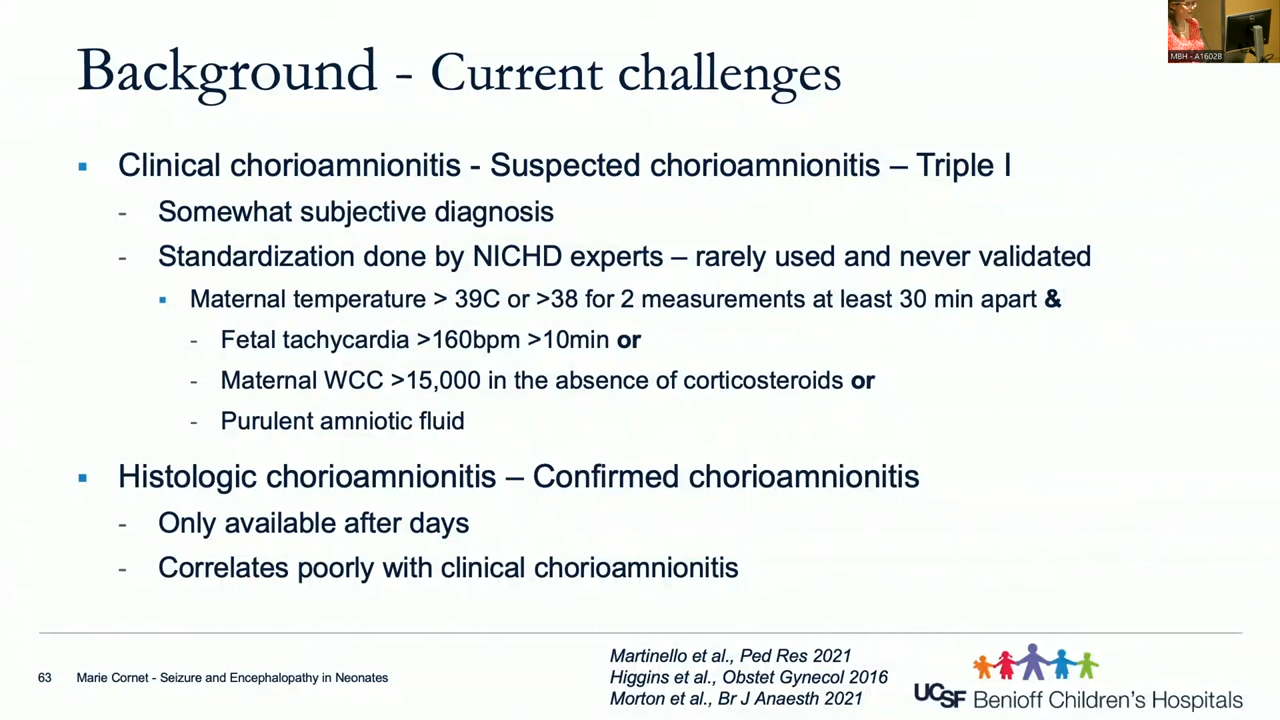 MBH - A1602B
Background - Current challenges
▪ Clinical chorioamnionitis - Suspected chorioamnionitis – Triple I
- Somewhat subjective diagnosis
- Standardization done by NICHD experts – rarely used and never validated
▪ Maternal temperature > 39C or >38 for 2 measurements at least 30 min apart &
- Fetal tachycardia >160bpm >10min or
- Maternal WCC >15,000 in the absence of corticosteroids or
- Purulent amniotic fluid
▪ Histologic chorioamnionitis – Confirmed chorioamnionitis
- Only available after days
- Correlates poorly with clinical chorioamnionitis
63 Marie Cornet - Seizure and Encephalopathy in Neonates
Martinello et al., Ped Res 2021
Higgins et al., Obstet Gynecol 2016
Morton et al., Br J Anaesth 2021
UCSF Benioff Children's Hospitals